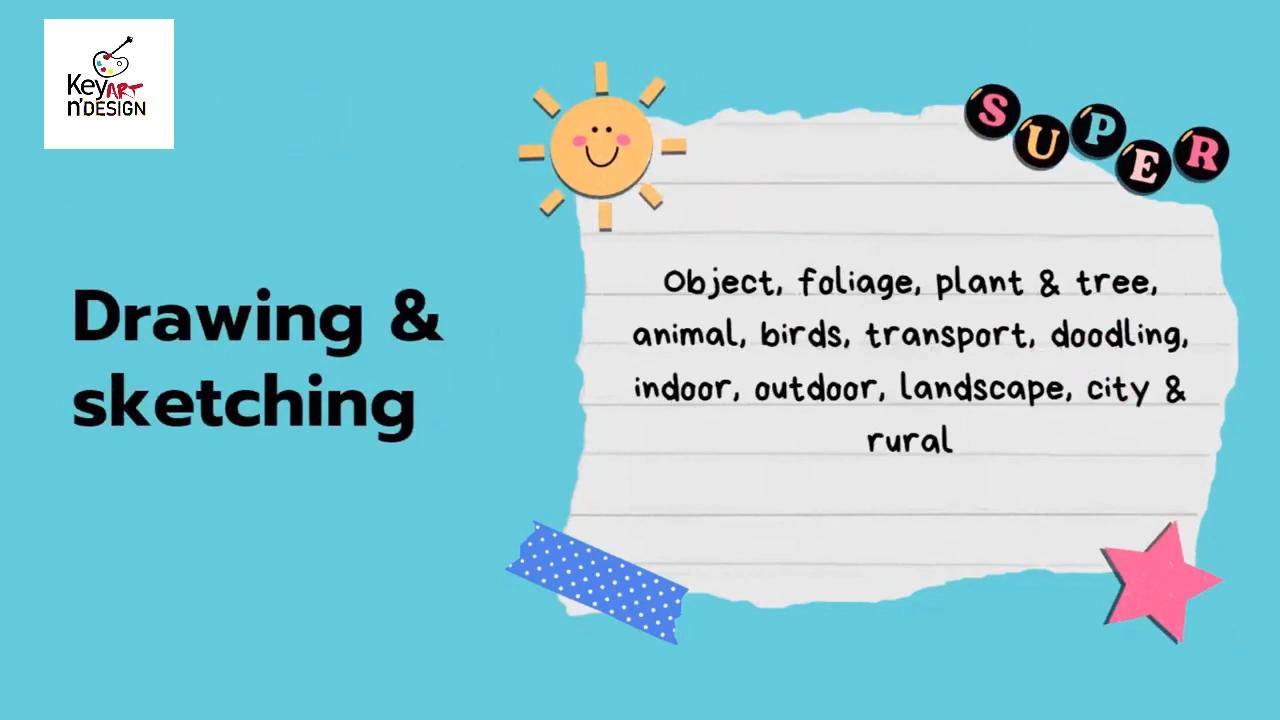 Key ART
n'DESIGN
SUPER
Drawing &
sketching
Object, foliage, plant & tree,
animal, birds, transport, doodling,
indoor, outdoor, landscape, city &
rural